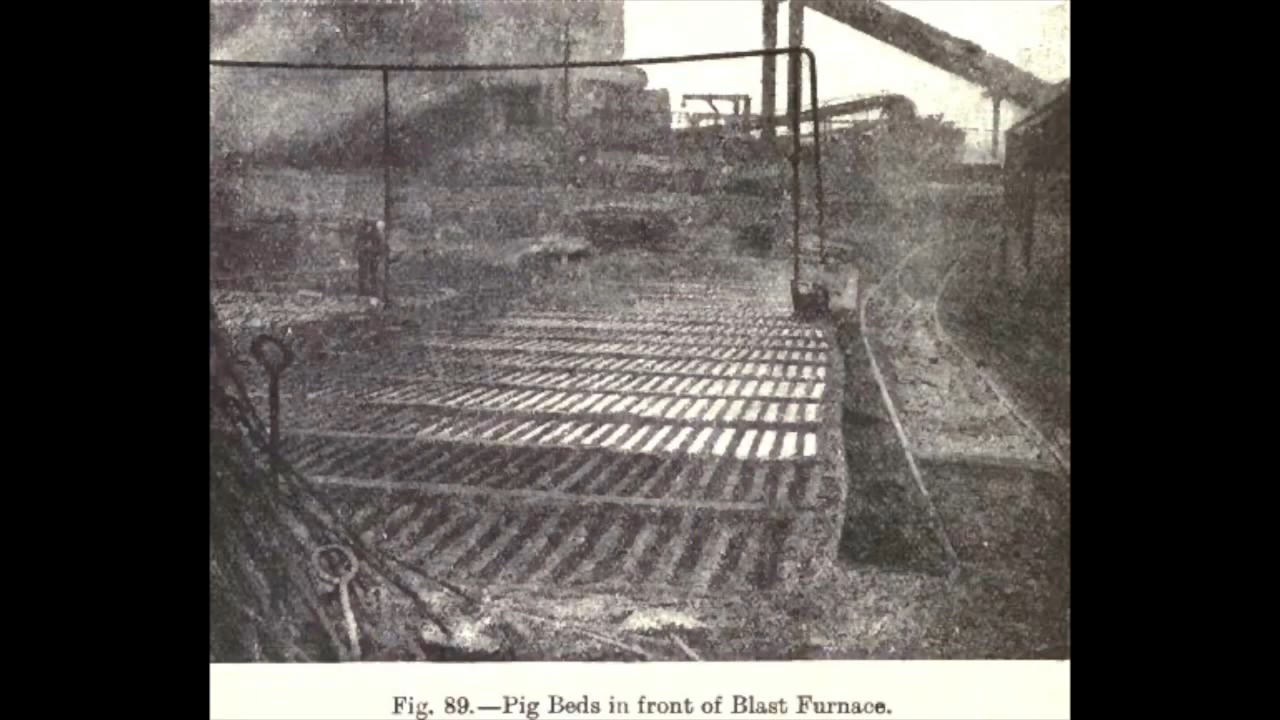 Fig. 89.—Pig Beds in front of Blast Furnace.